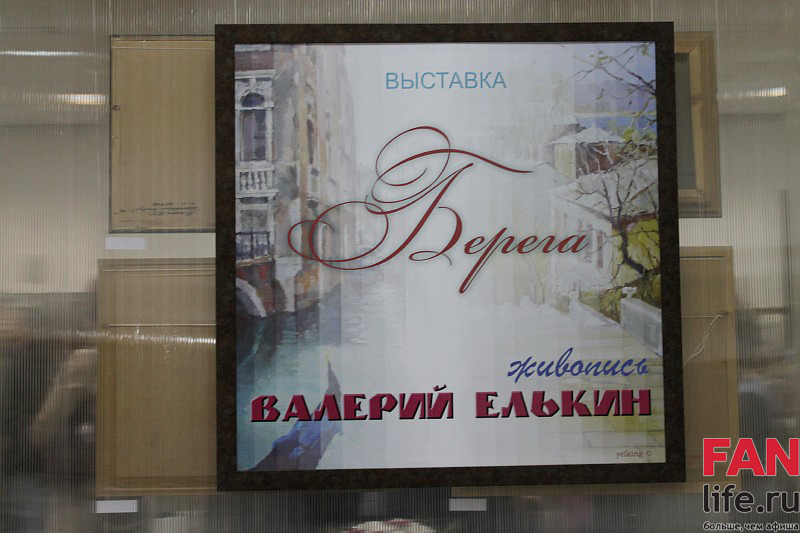 ВЫСТАВКА
Берега
живопись
ВАЛЕРИЙ ЕЛЬКИН
yelking ©
FAN
life.ru
больше, чем афиша